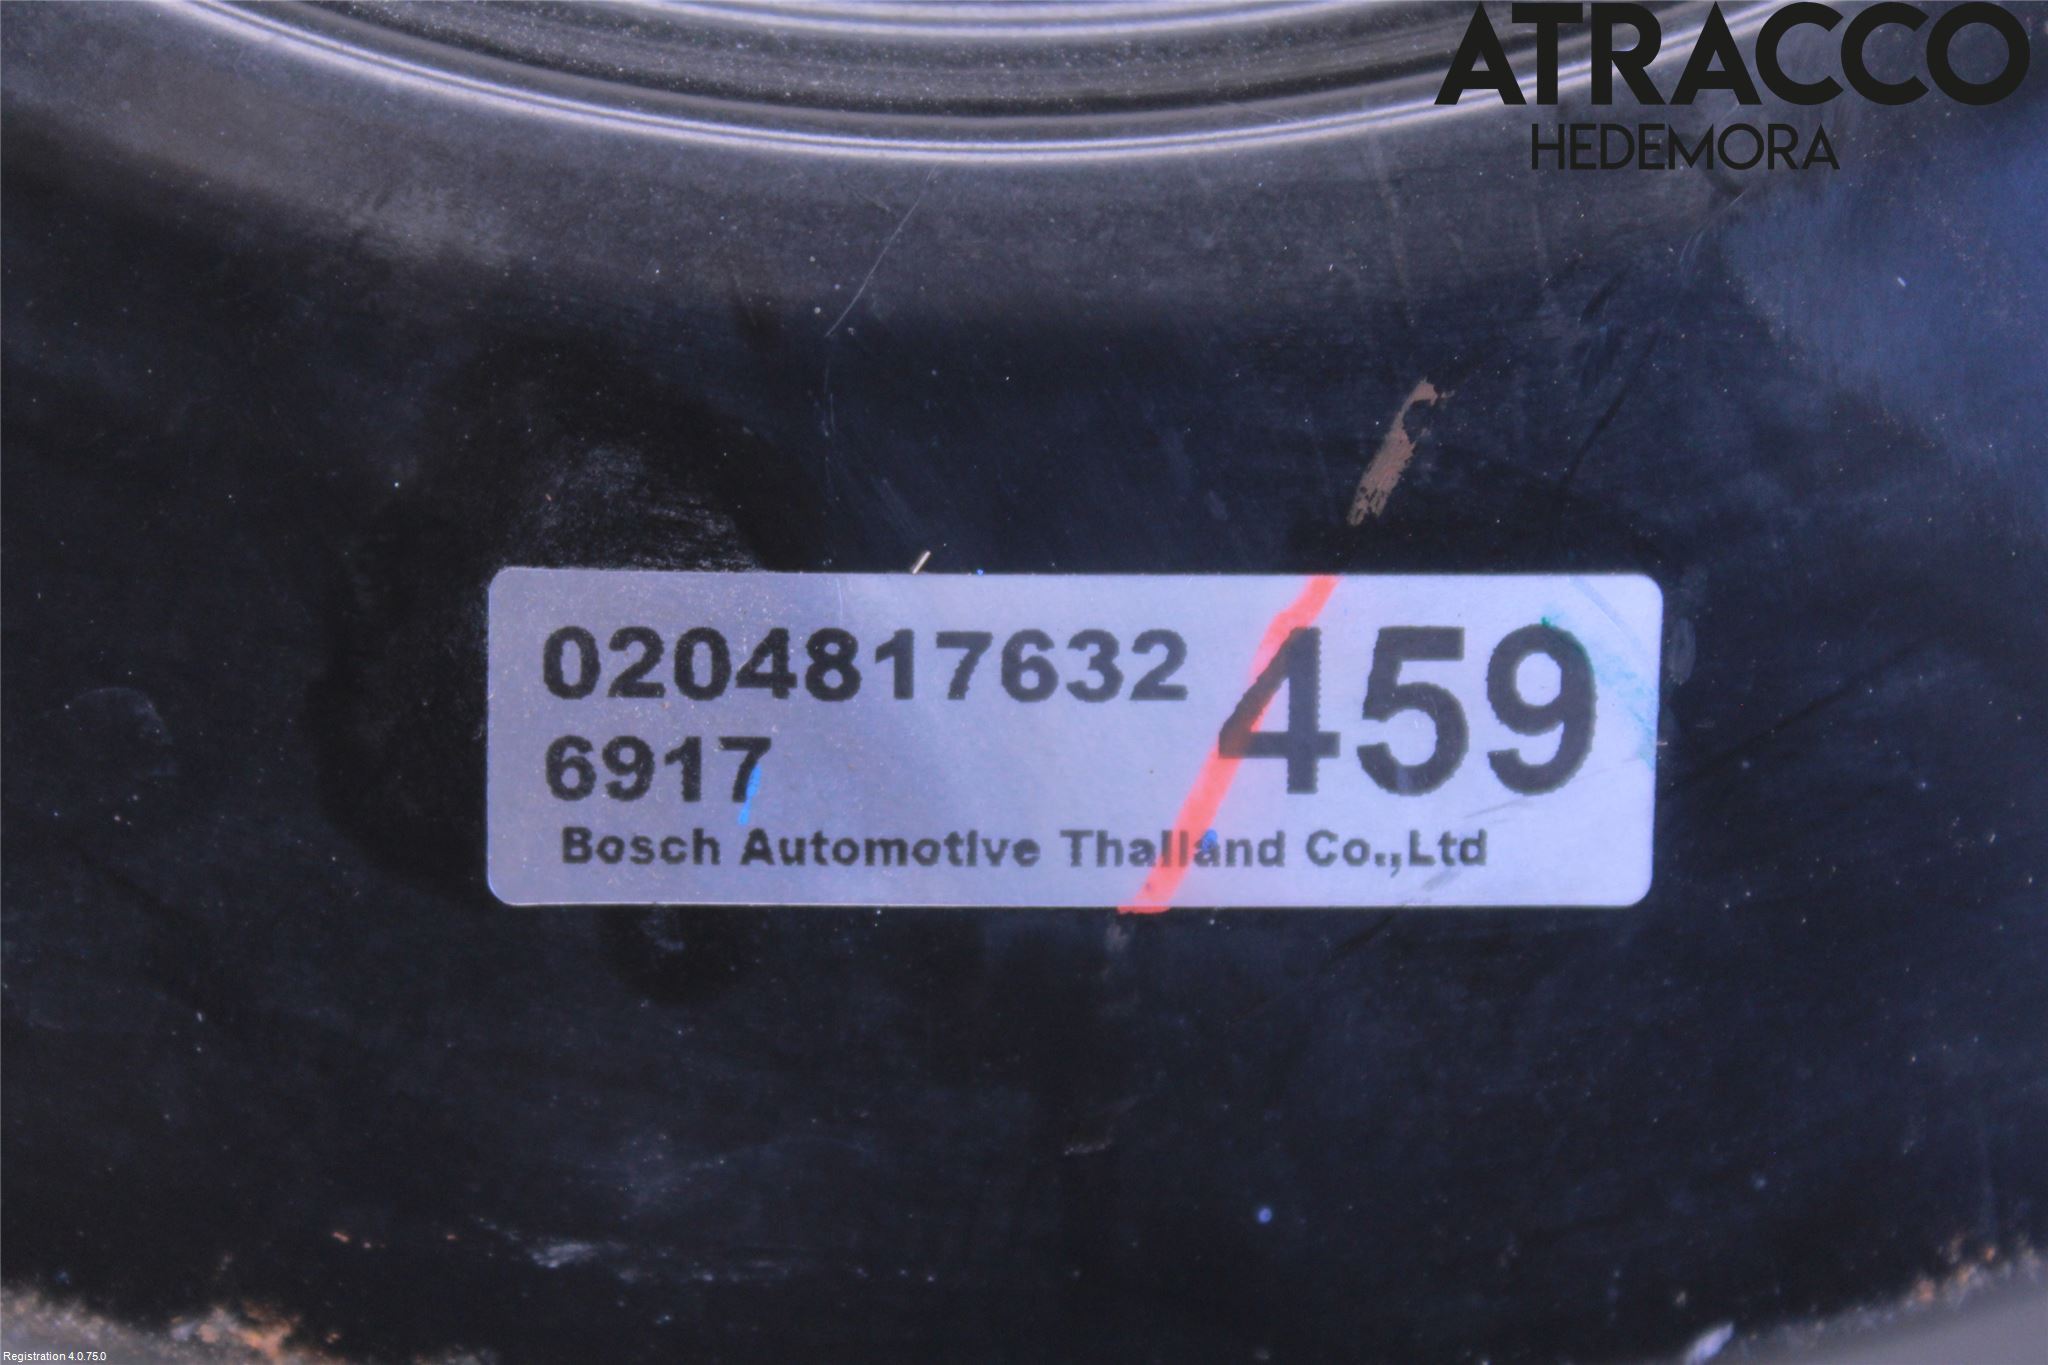 ATRACCO
HEDEMORA
0204817632
459
6917
Bosch Automotive Thailand Co.,Ltd
Registration 4.0.75.0